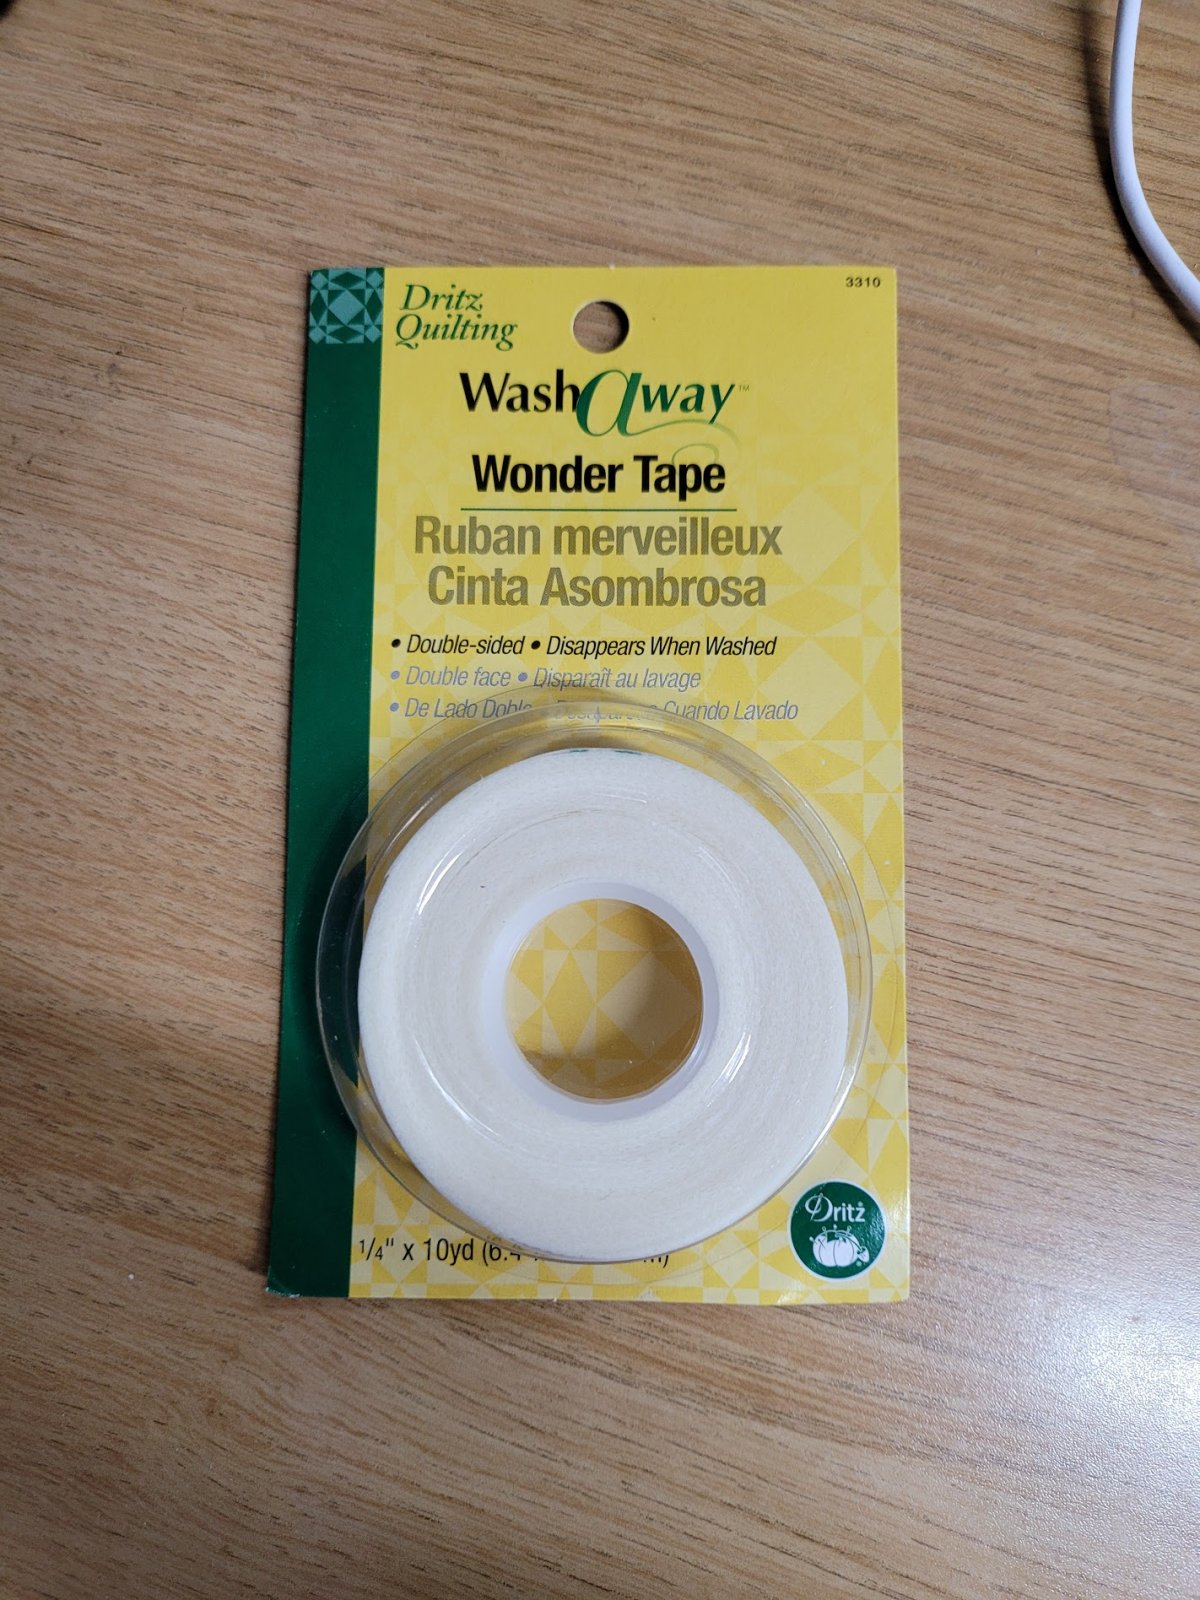 3310
Dritz
Quilting
WashAway™
Wonder Tape
Ruban merveilleux
Cinta Asombrosa
• Double-sided • Disappears When Washed
• Double face • Disparaît au lavage
• De Lado Doble Cuando Lavado
1/4" x 10yd
Dritz